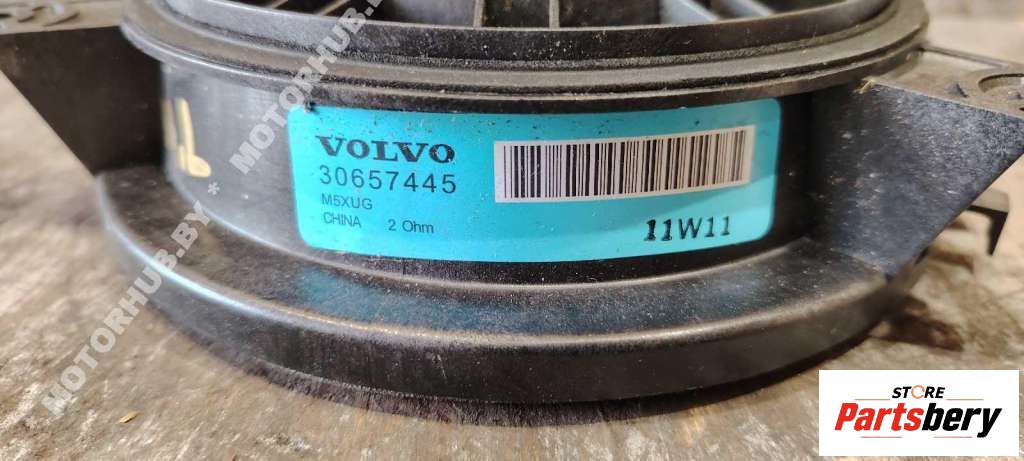 VOLVO
30657445
M5XUG
CHINA 2 Ohm
11W11
MOTORHUB.BY * MOTORHUB.BY
STORE
Partsbery